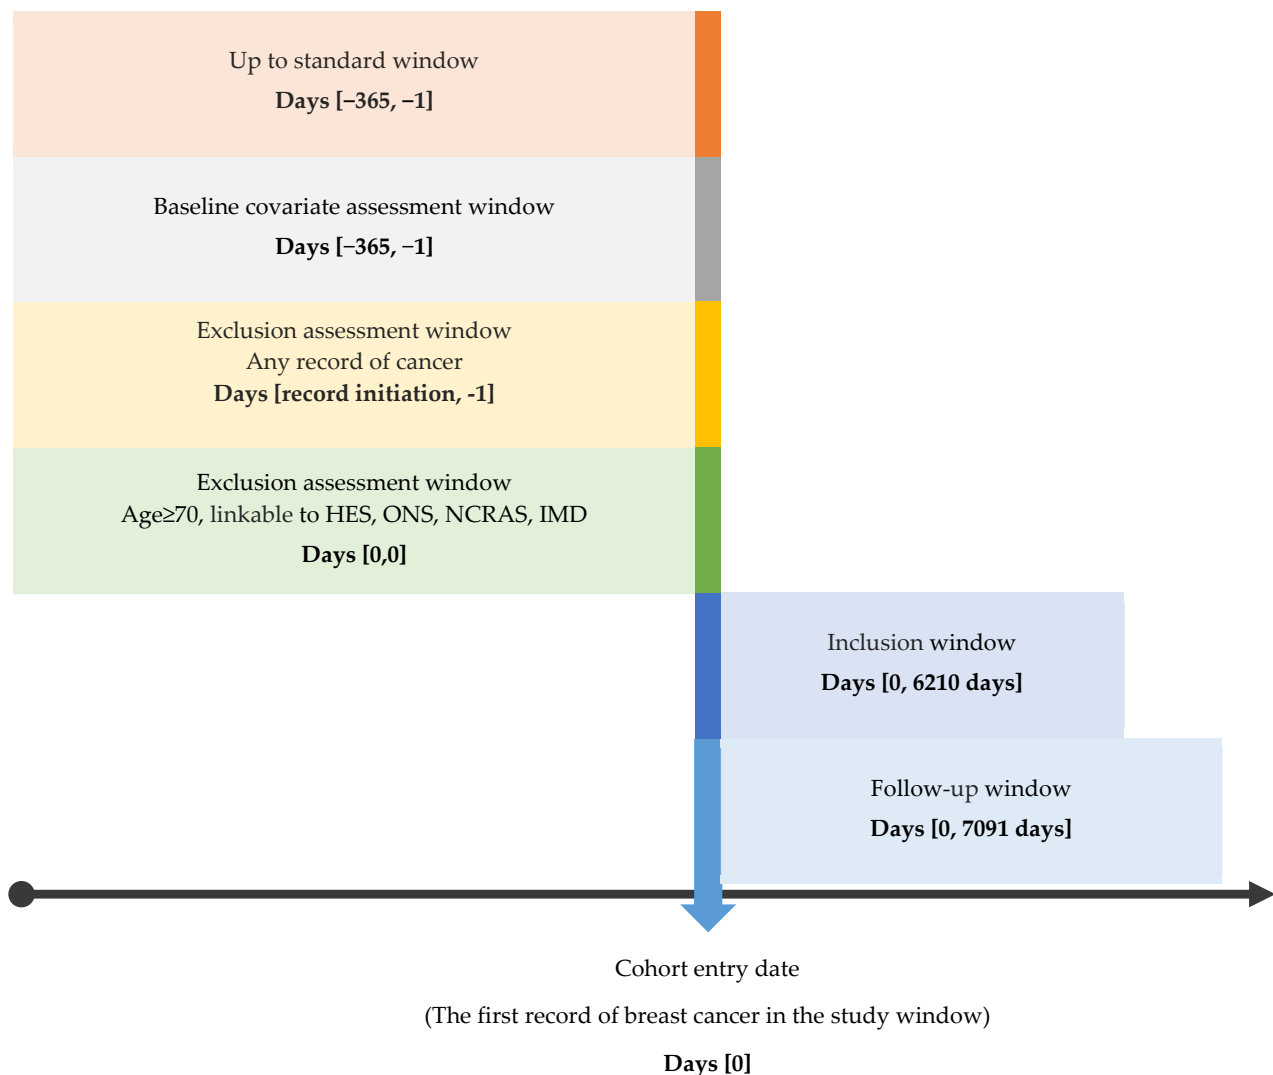 Up to standard window
Days [−365, −1]
Baseline covariate assessment window
Days [−365, −1]
Exclusion assessment window
Any record of cancer
Days [record initiation, -1]
Exclusion assessment window
Age≥70, linkable to HES, ONS, NCRAS, IMD
Days [0,0]
Inclusion window
Days [0, 6210 days]
Follow-up window
Days [0, 7091 days]
Cohort entry date
(The first record of breast cancer in the study window)
Days [0]